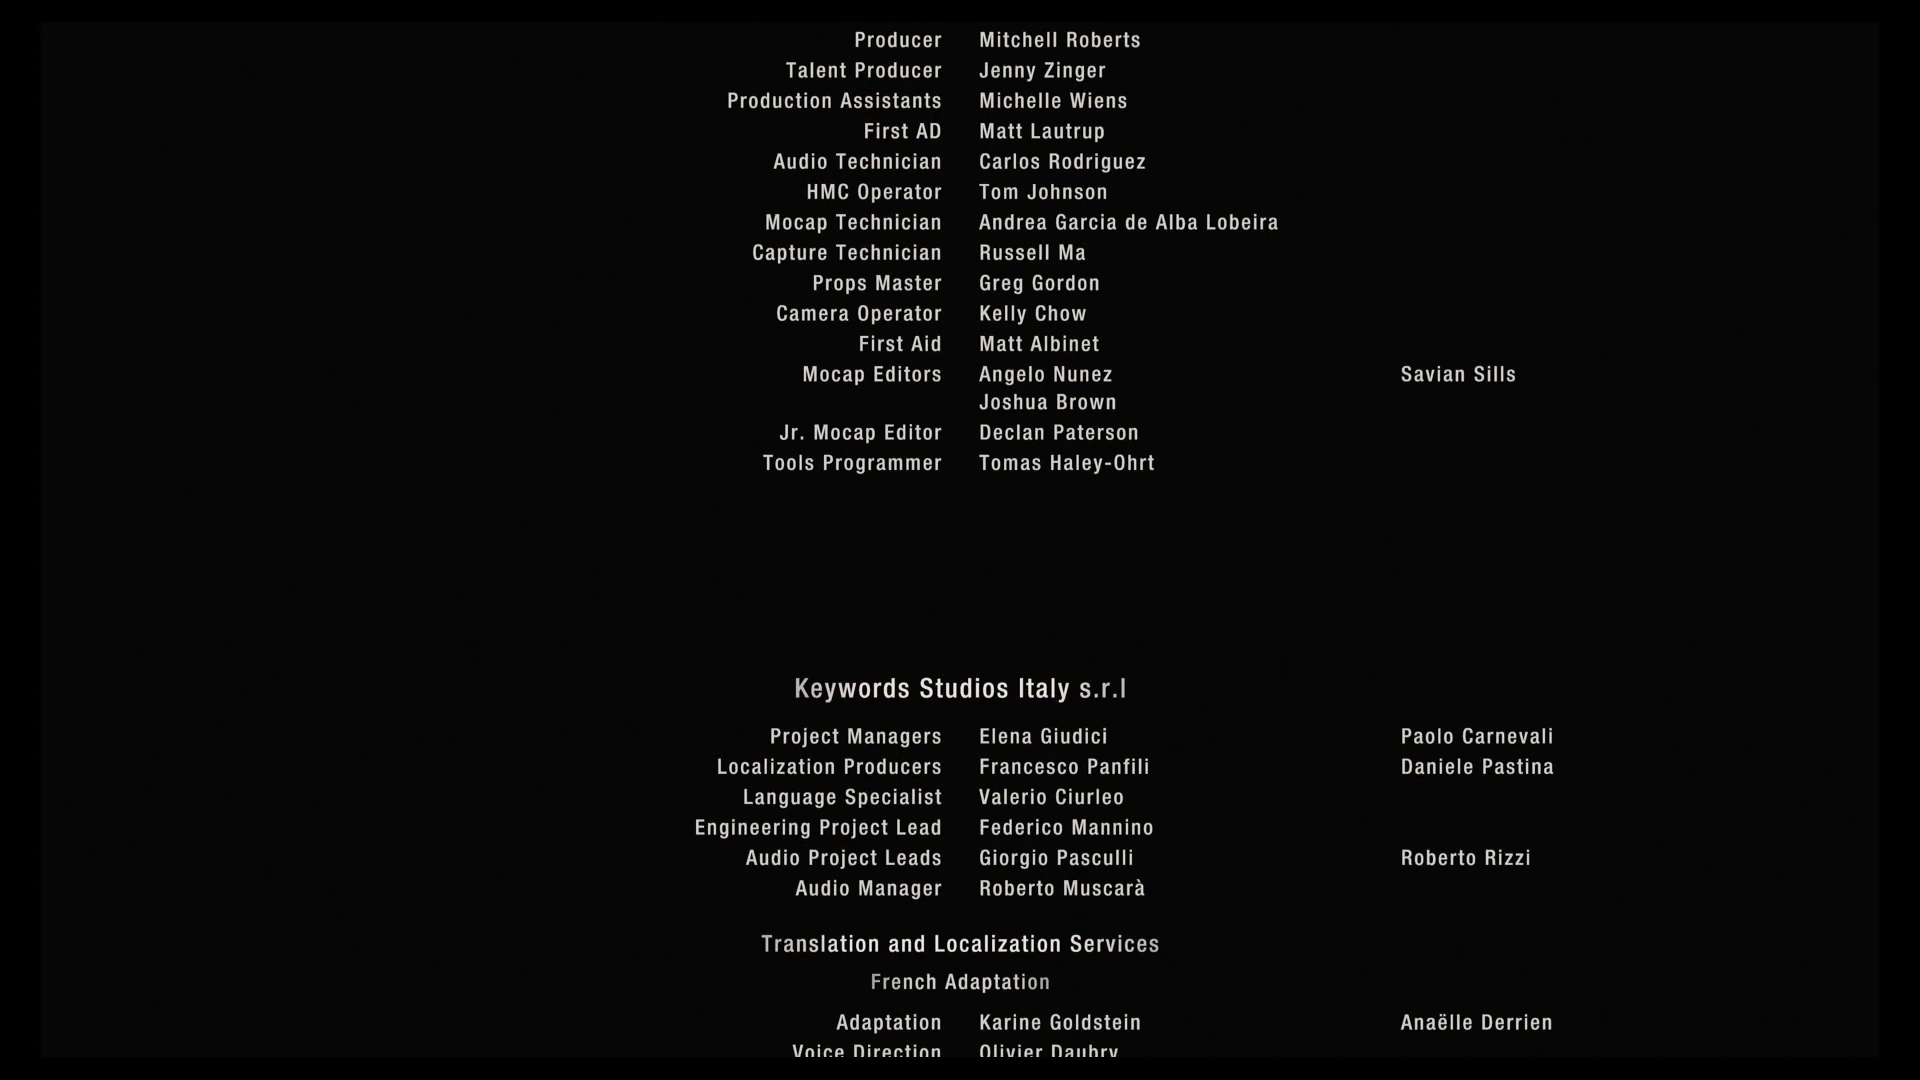 Producer Mitchell Roberts
Talent Producer Jenny Zinger
Production Assistants Michelle Wiens
First AD Matt Lautrup
Audio Technician Carlos Rodriguez
HMC Operator Tom Johnson
Mocap Technician Andrea Garcia de Alba Lobeira
Capture Technician Russell Ma
Props Master Greg Gordon
Camera Operator Kelly Chow
First Aid Matt Albinet
Mocap Editors Angelo Nunez Savian Sills
Joshua Brown
Jr. Mocap Editor Declan Paterson
Tools Programmer Tomas Haley-Ohrt
Keywords Studios Italy s.r.l
Project Managers Elena Giudici Paolo Carnevali
Localization Producers Francesco Panfili Daniele Pastina
Language Specialist Valerio Ciurleo
Engineering Project Lead Federico Mannino
Audio Project Leads Giorgio Pasculli Roberto Rizzi
Audio Manager Roberto Muscarà
Translation and Localization Services
French Adaptation
Adaptation Karine Goldstein Anaëlle Derrien
Voice Direction Olivier Daubry